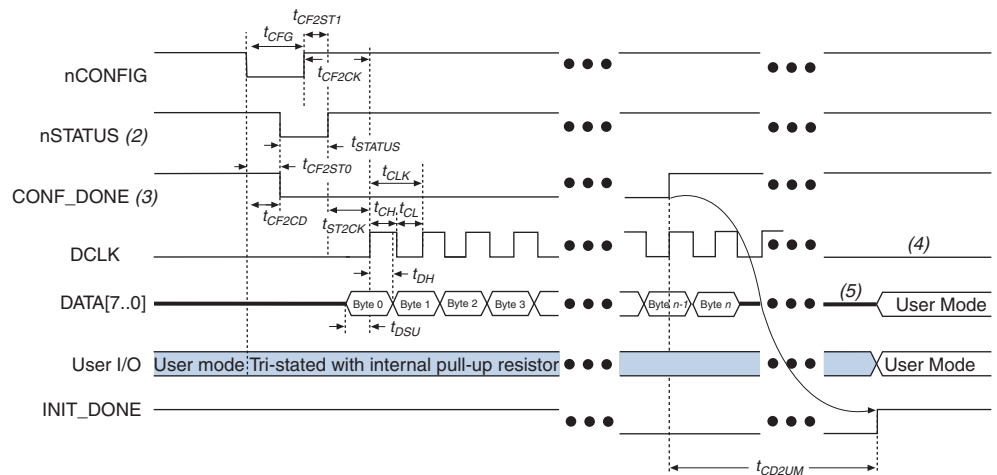 tCF2ST1
tCFG
nCONFIG
tCF2CK
nSTATUS (2)
tSTATUS
tCF2ST0
tCLK
CONF_DONE (3)
tCF2CD
tST2CK
tCH
tCL
DCLK
(4)
tDH
DATA[7..0]
Byte 0
Byte 1
Byte 2
Byte 3
Byte n-1
Byte n
(5)
User Mode
tDSU
User I/O
User mode
Tri-stated with internal pull-up resistor
User Mode
INIT_DONE
tCD2UM